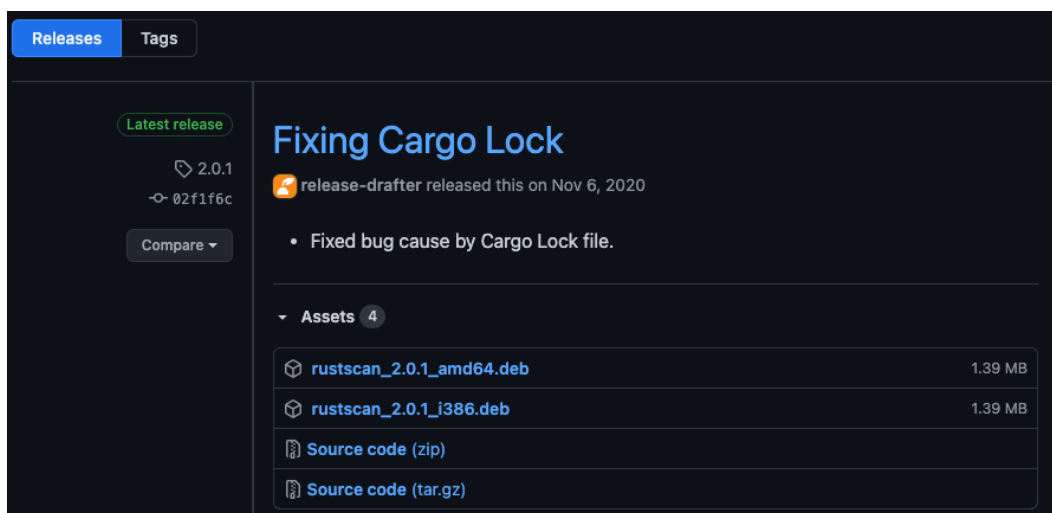 Releases Tags
Latest release
2.0.1
02f1f6c
Compare
Fixing Cargo Lock
release-drafter released this on Nov 6, 2020
• Fixed bug cause by Cargo Lock file.
Assets 4
rustscan_2.0.1_amd64.deb 1.39 MB
rustscan_2.0.1_i386.deb 1.39 MB
Source code (zip)
Source code (tar.gz)